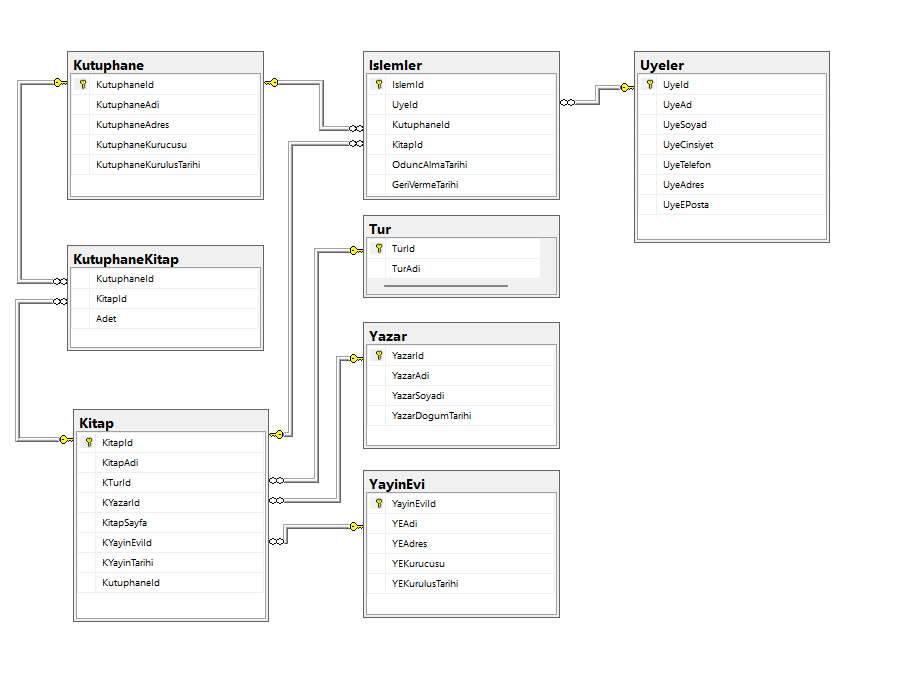 Kutuphane
KutuphaneId
KutuphaneAdi
KutuphaneAdres
KutuphaneKurucusu
KutuphaneKurulusTarihi
Islemler
IslemId
UyeId
KutuphaneId
KitapId
OduncAlmaTarihi
GeriVermeTarihi
Uyeler
UyeId
UyeAd
UyeSoyad
UyeCinsiyet
UyeTelefon
UyeAdres
UyeEPosta
KutuphaneKitap
KutuphaneId
KitapId
Adet
Tur
TurId
TurAdi
Yazar
YazarId
YazarAdi
YazarSoyadi
YazarDogumTarihi
Kitap
KitapId
KitapAdi
KTurId
KYazarId
KitapSayfa
KYayinEviId
KYayinTarihi
KutuphaneId
YayinEvi
YayinEviId
YEAdi
YEAdres
YEKurucusu
YEKurulusTarihi